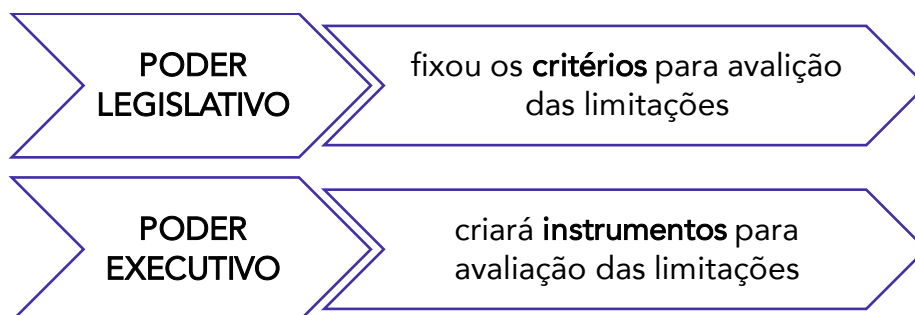 PODER
LEGISLATIVO
fixou os critérios para avalição
das limitações
PODER
EXECUTIVO
criará instrumentos para
avaliação das limitações